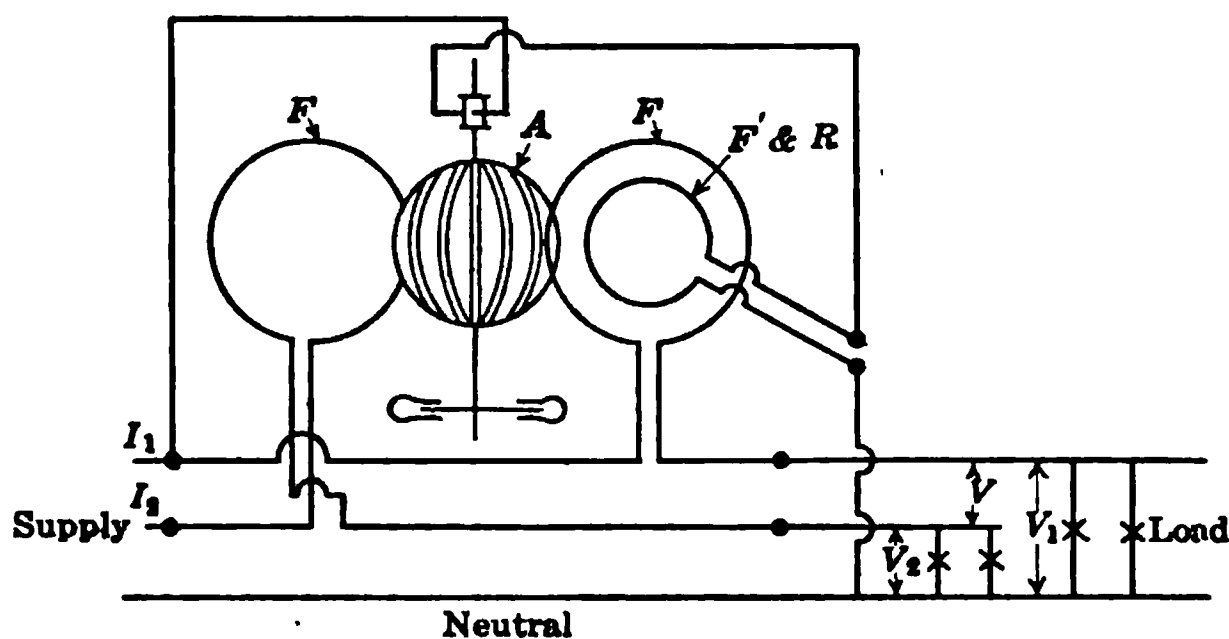 F
A
F
F' & R
I₁
I₂
Supply
V
V₁
V₂
Load
Neutral